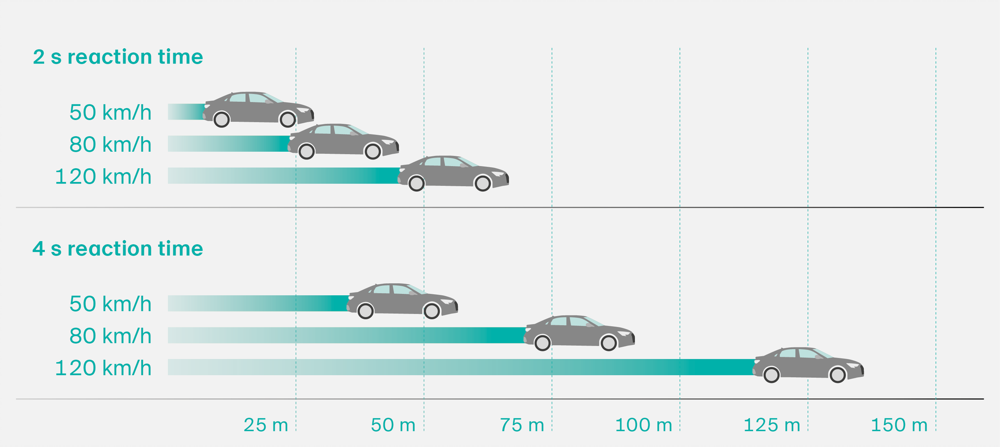 2 s reaction time
50 km/h
80 km/h
120 km/h
4 s reaction time
50 km/h
80 km/h
120 km/h
25 m 50 m 75 m 100 m 125 m 150 m